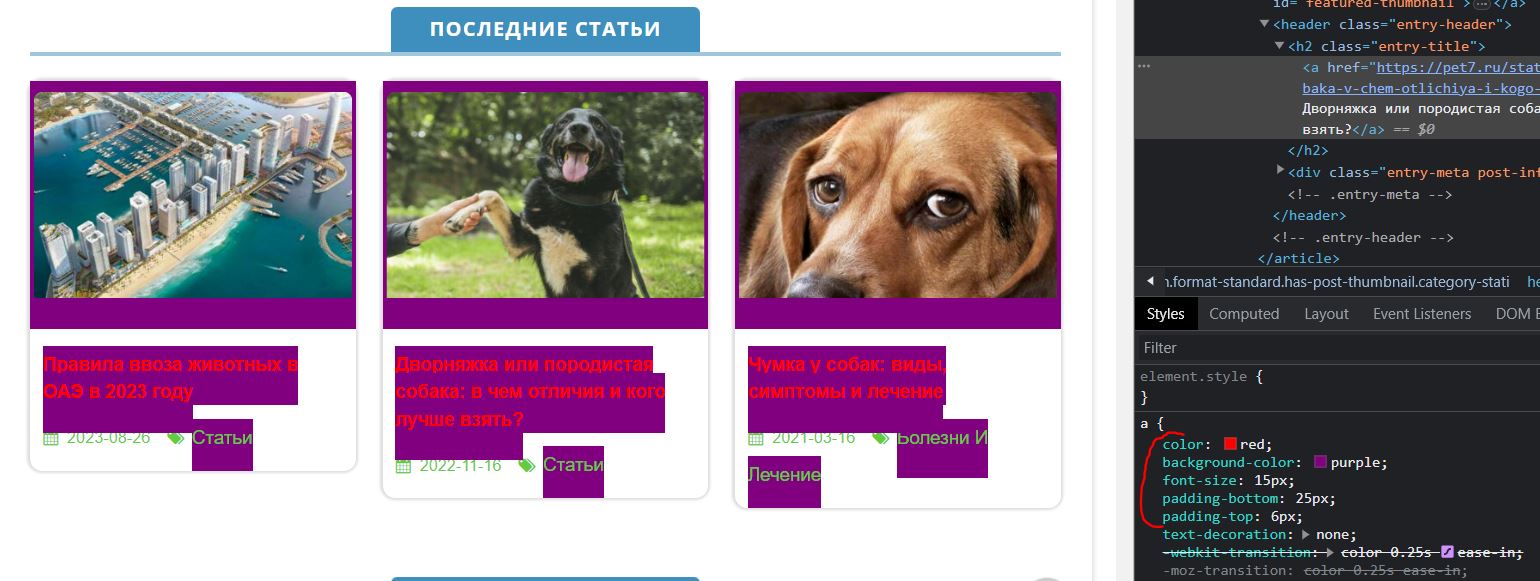 ПОСЛЕДНИЕ СТАТЬИ
Правила ввоза животных в
ОАЭ в 2023 году
2023-08-26 Статьи
Дворняжка или породистая
собака: в чем отличия и кого
лучше взять?
2022-11-16 Статьи
Чумка у собак: виды,
симптомы и лечение
2021-03-16 Болезни И
Лечение
id="featured-thumbnail"> … </a>
<header class="entry-header">
<h2 class="entry-title">
<a href="https://pet7.ru/stat
baka-v-chem-otlichiya-i-kogo-
Дворняжка или породистая соба
взять?</a> == $0
</h2>
<div class="entry-meta post-inf
<!-- .entry-meta -->
</header>
<!-- .entry-header -->
</article>
.format-standard.has-post-thumbnail.category-stati he
Styles Computed Layout Event Listeners DOM
Filter
element.style {
}
a {
color: red;
background-color: purple;
font-size: 15px;
padding-bottom: 25px;
padding-top: 6px;
text-decoration: none;
-webkit-transition: color 0.25s ease-in;
-moz-transition: color 0.25s ease-in;